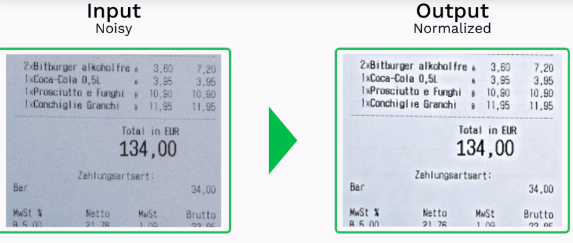 Input
Noisy
2xBitburger alkoholfre A 3,60 7,20
1xCoca-Cola 0,5L A 3,95 3,95
1xProsciutto e Funghi B 10,90 10,90
1xConchiglie Granchi B 11,95 11,95
Total in EUR
134,00
Zahlungsartsart:
Bar 34,00
MwSt % Netto MwSt Brutto
Output
Normalized
2xBitburger alkoholfre A 3,60 7,20
1xCoca-Cola 0,5L A 3,95 3,95
1xProsciutto e Funghi B 10,90 10,90
1xConchiglie Granchi B 11,95 11,95
Total in EUR
134,00
Zahlungsartsart:
Bar 34,00
MwSt % Netto MwSt Brutto